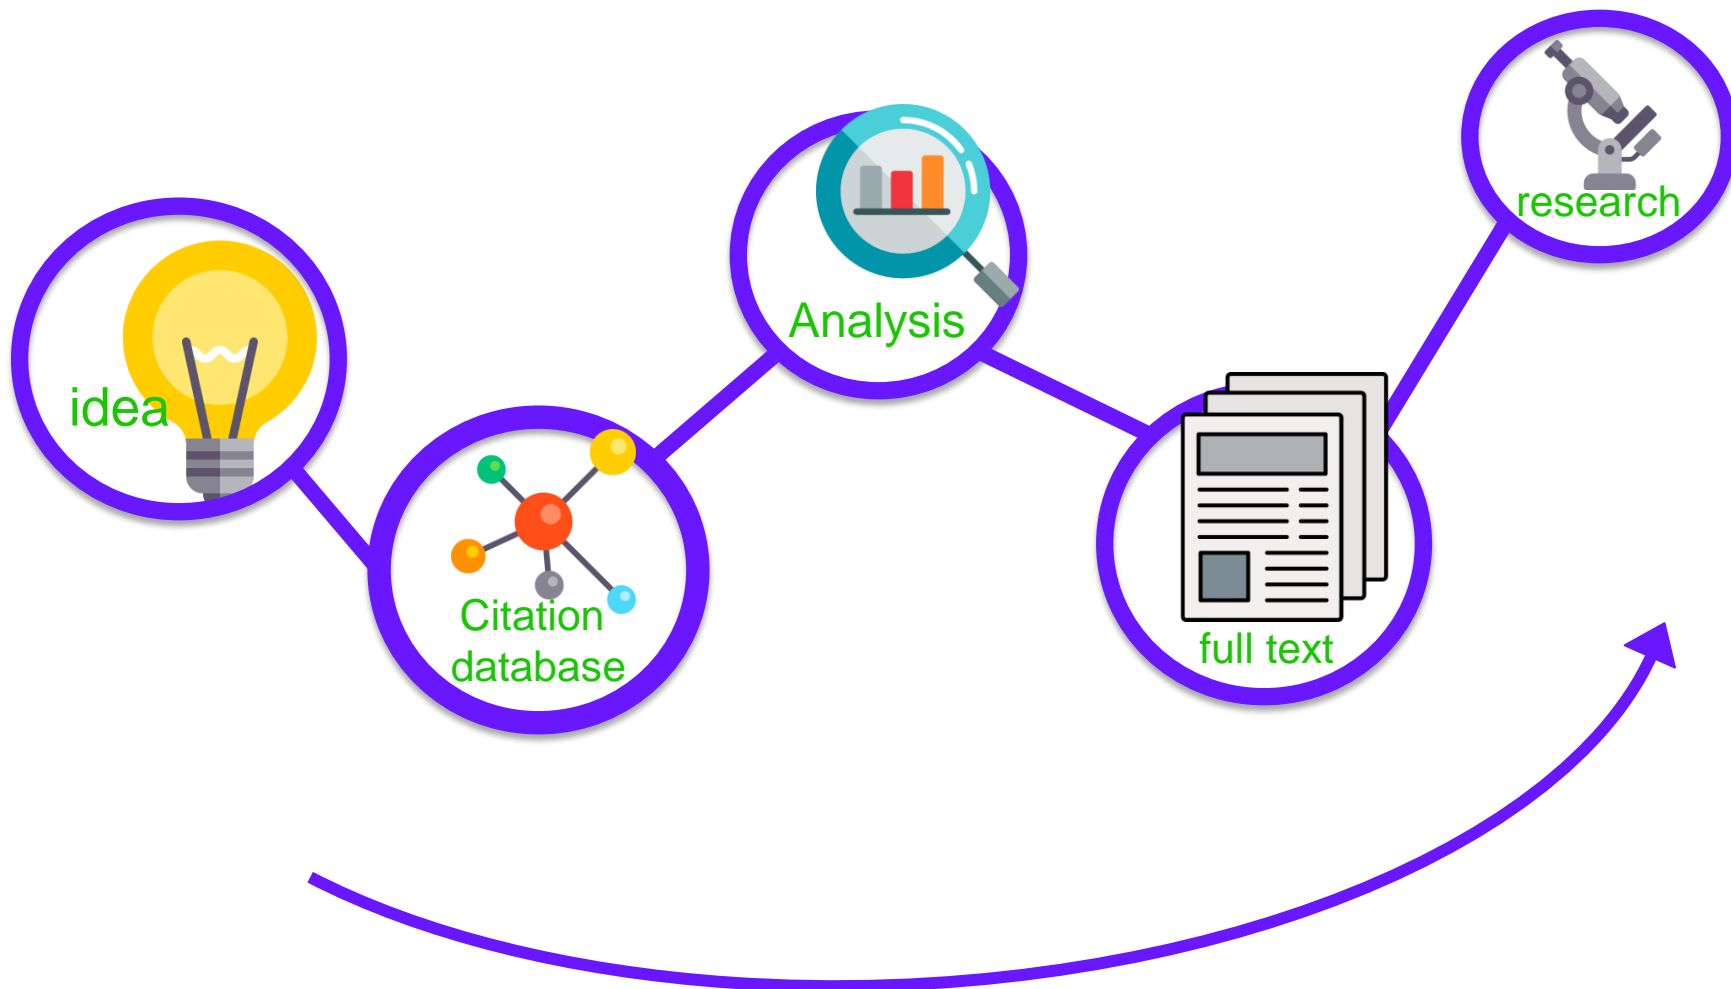 idea
Citation
database
Analysis
full text
research